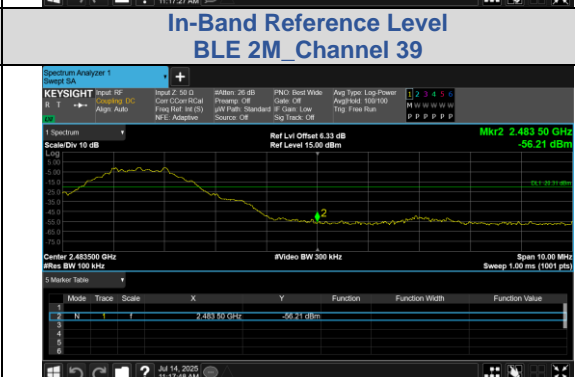 11:17:27 AM
In-Band Reference Level
BLE 2M_Channel 39
Spectrum Analyzer 1
Swept SA
+
KEYSIGHT Input: RF Input Z: 50 Ω #Atten: 26 dB PNO: Best Wide Avg Type: Log-Power 1 2 3 4 5 6
R T Coupling: DC Corr CCorr RCal Preamp: Off Gate: Off Avg|Hold: 100/100 M W W W W W
Align: Auto Freq Ref: Int (S) µW Path: Standard IF Gain: Low Trig: Free Run
NFE: Adaptive Source: Off Sig Track: Off P P P P P P
1 Spectrum
Ref Lvl Offset 6.33 dB Mkr2 2.483 50 GHz
Scale/Div 10 dB Ref Level 15.00 dBm -56.21 dBm
Log
5.00
-5.00
-15.0
-25.0
-35.0
-45.0
2
-55.0
-65.0
-75.0
Center 2.483500 GHz #Video BW 300 kHz Span 10.00 MHz
#Res BW 100 kHz Sweep 1.00 ms (1001 pts)
5 Marker Table
Mode Trace Scale X Y Function Function Width Function Value
1
2 N 1 f 2.483 50 GHz -56.21 dBm
3
4
5
6
? Jul 14, 2025
11:17:48 AM